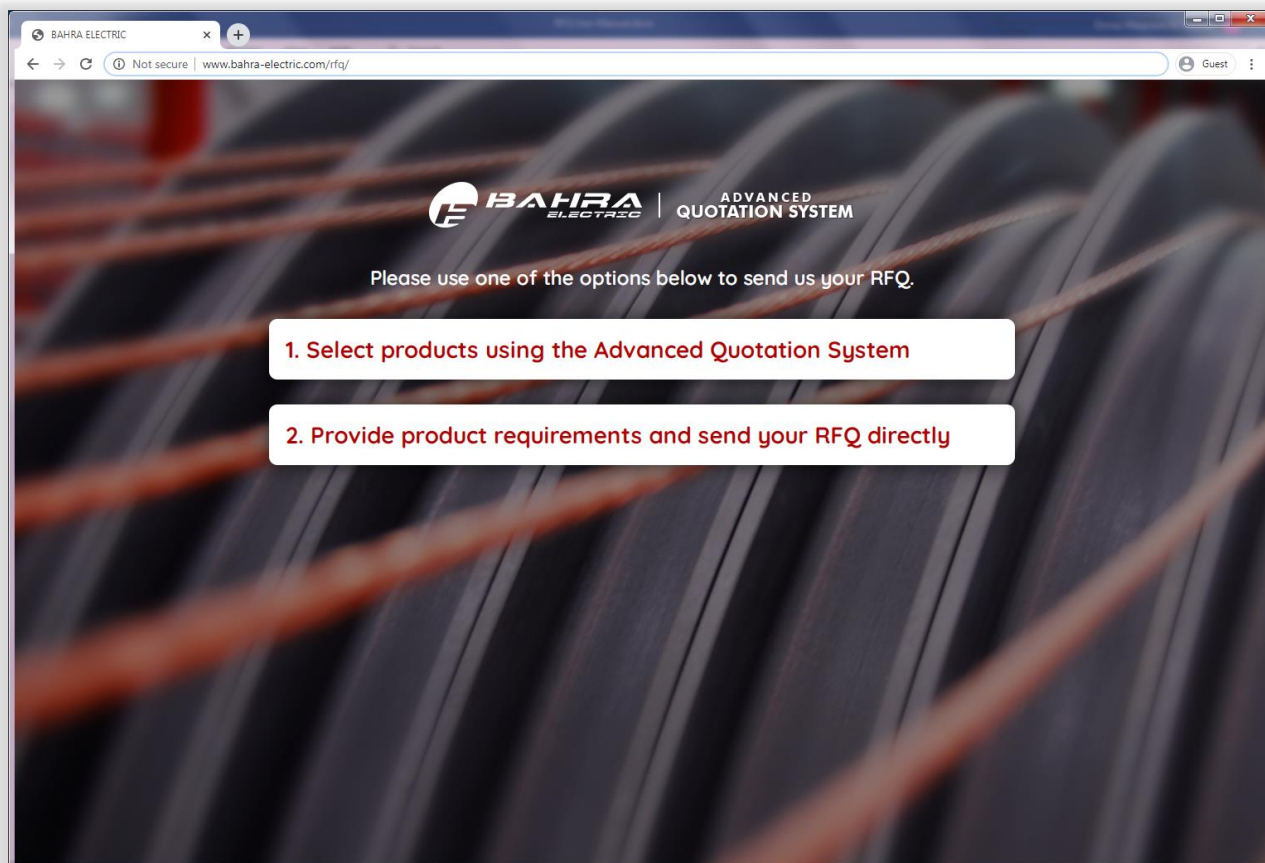 BAHRA ELECTRIC
Not secure | www.bahra-electric.com/rfq/
Guest
BAHRA
ELECTRIC
ADVANCED
QUOTATION SYSTEM
Please use one of the options below to send us your RFQ.
1. Select products using the Advanced Quotation System
2. Provide product requirements and send your RFQ directly